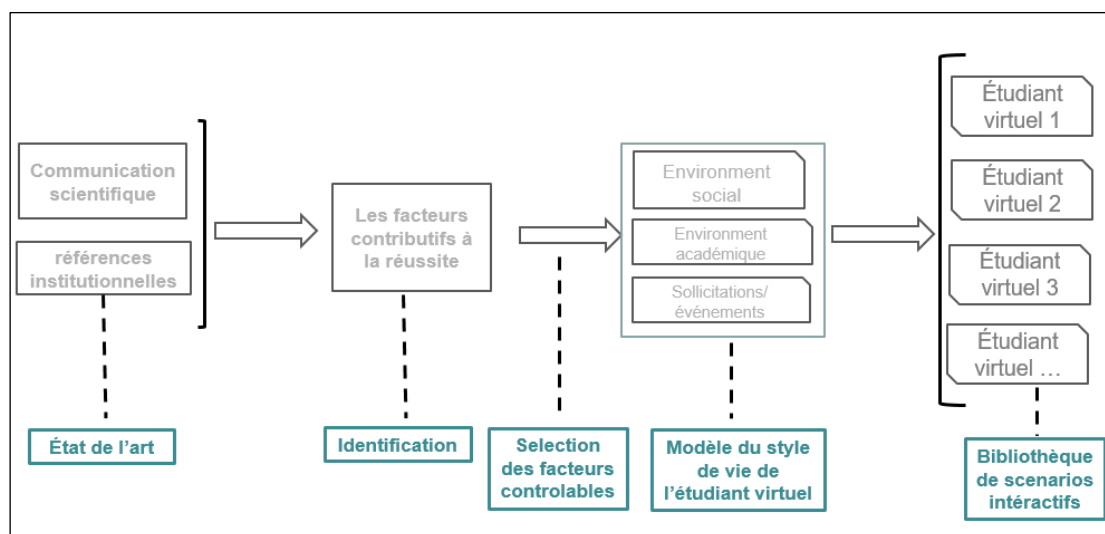 Communication
scientifique
références
institutionnelles
Les facteurs
contributifs à
la réussite
Environment
social
Environment
académique
Sollicitations/
événements
Étudiant
virtuel 1
Étudiant
virtuel 2
Étudiant
virtuel 3
Étudiant
virtuel …
État de l’art
Identification
Selection
des facteurs
controlables
Modèle du style
de vie de
l’étudiant virtuel
Bibliothèque
de scenarios
intéractifs